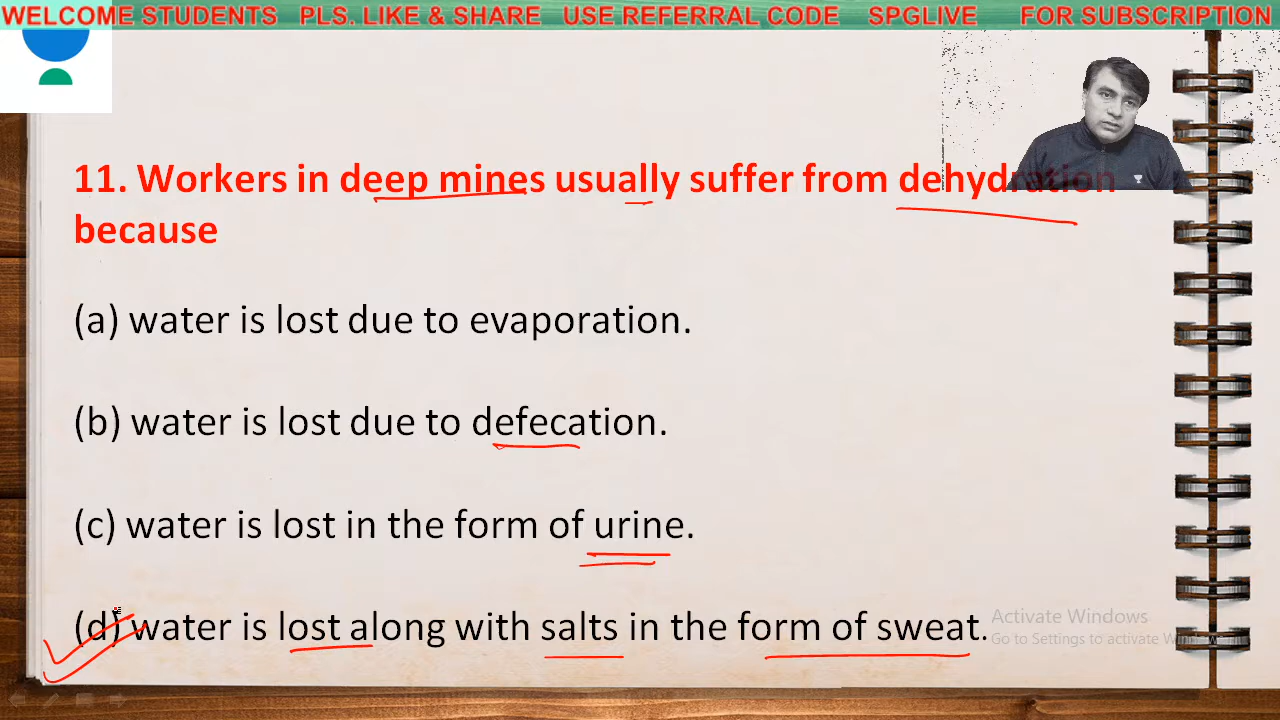 WELCOME STUDENTS PLS. LIKE & SHARE USE REFERRAL CODE SPGLIVE FOR SUBSCRIPTION
11. Workers in deep mines usually suffer from dehydration
because
(a) water is lost due to evaporation.
(b) water is lost due to defecation.
(c) water is lost in the form of urine.
(d) water is lost along with salts in the form of sweat.
Activate Windows
Go to Settings to activate Windows.